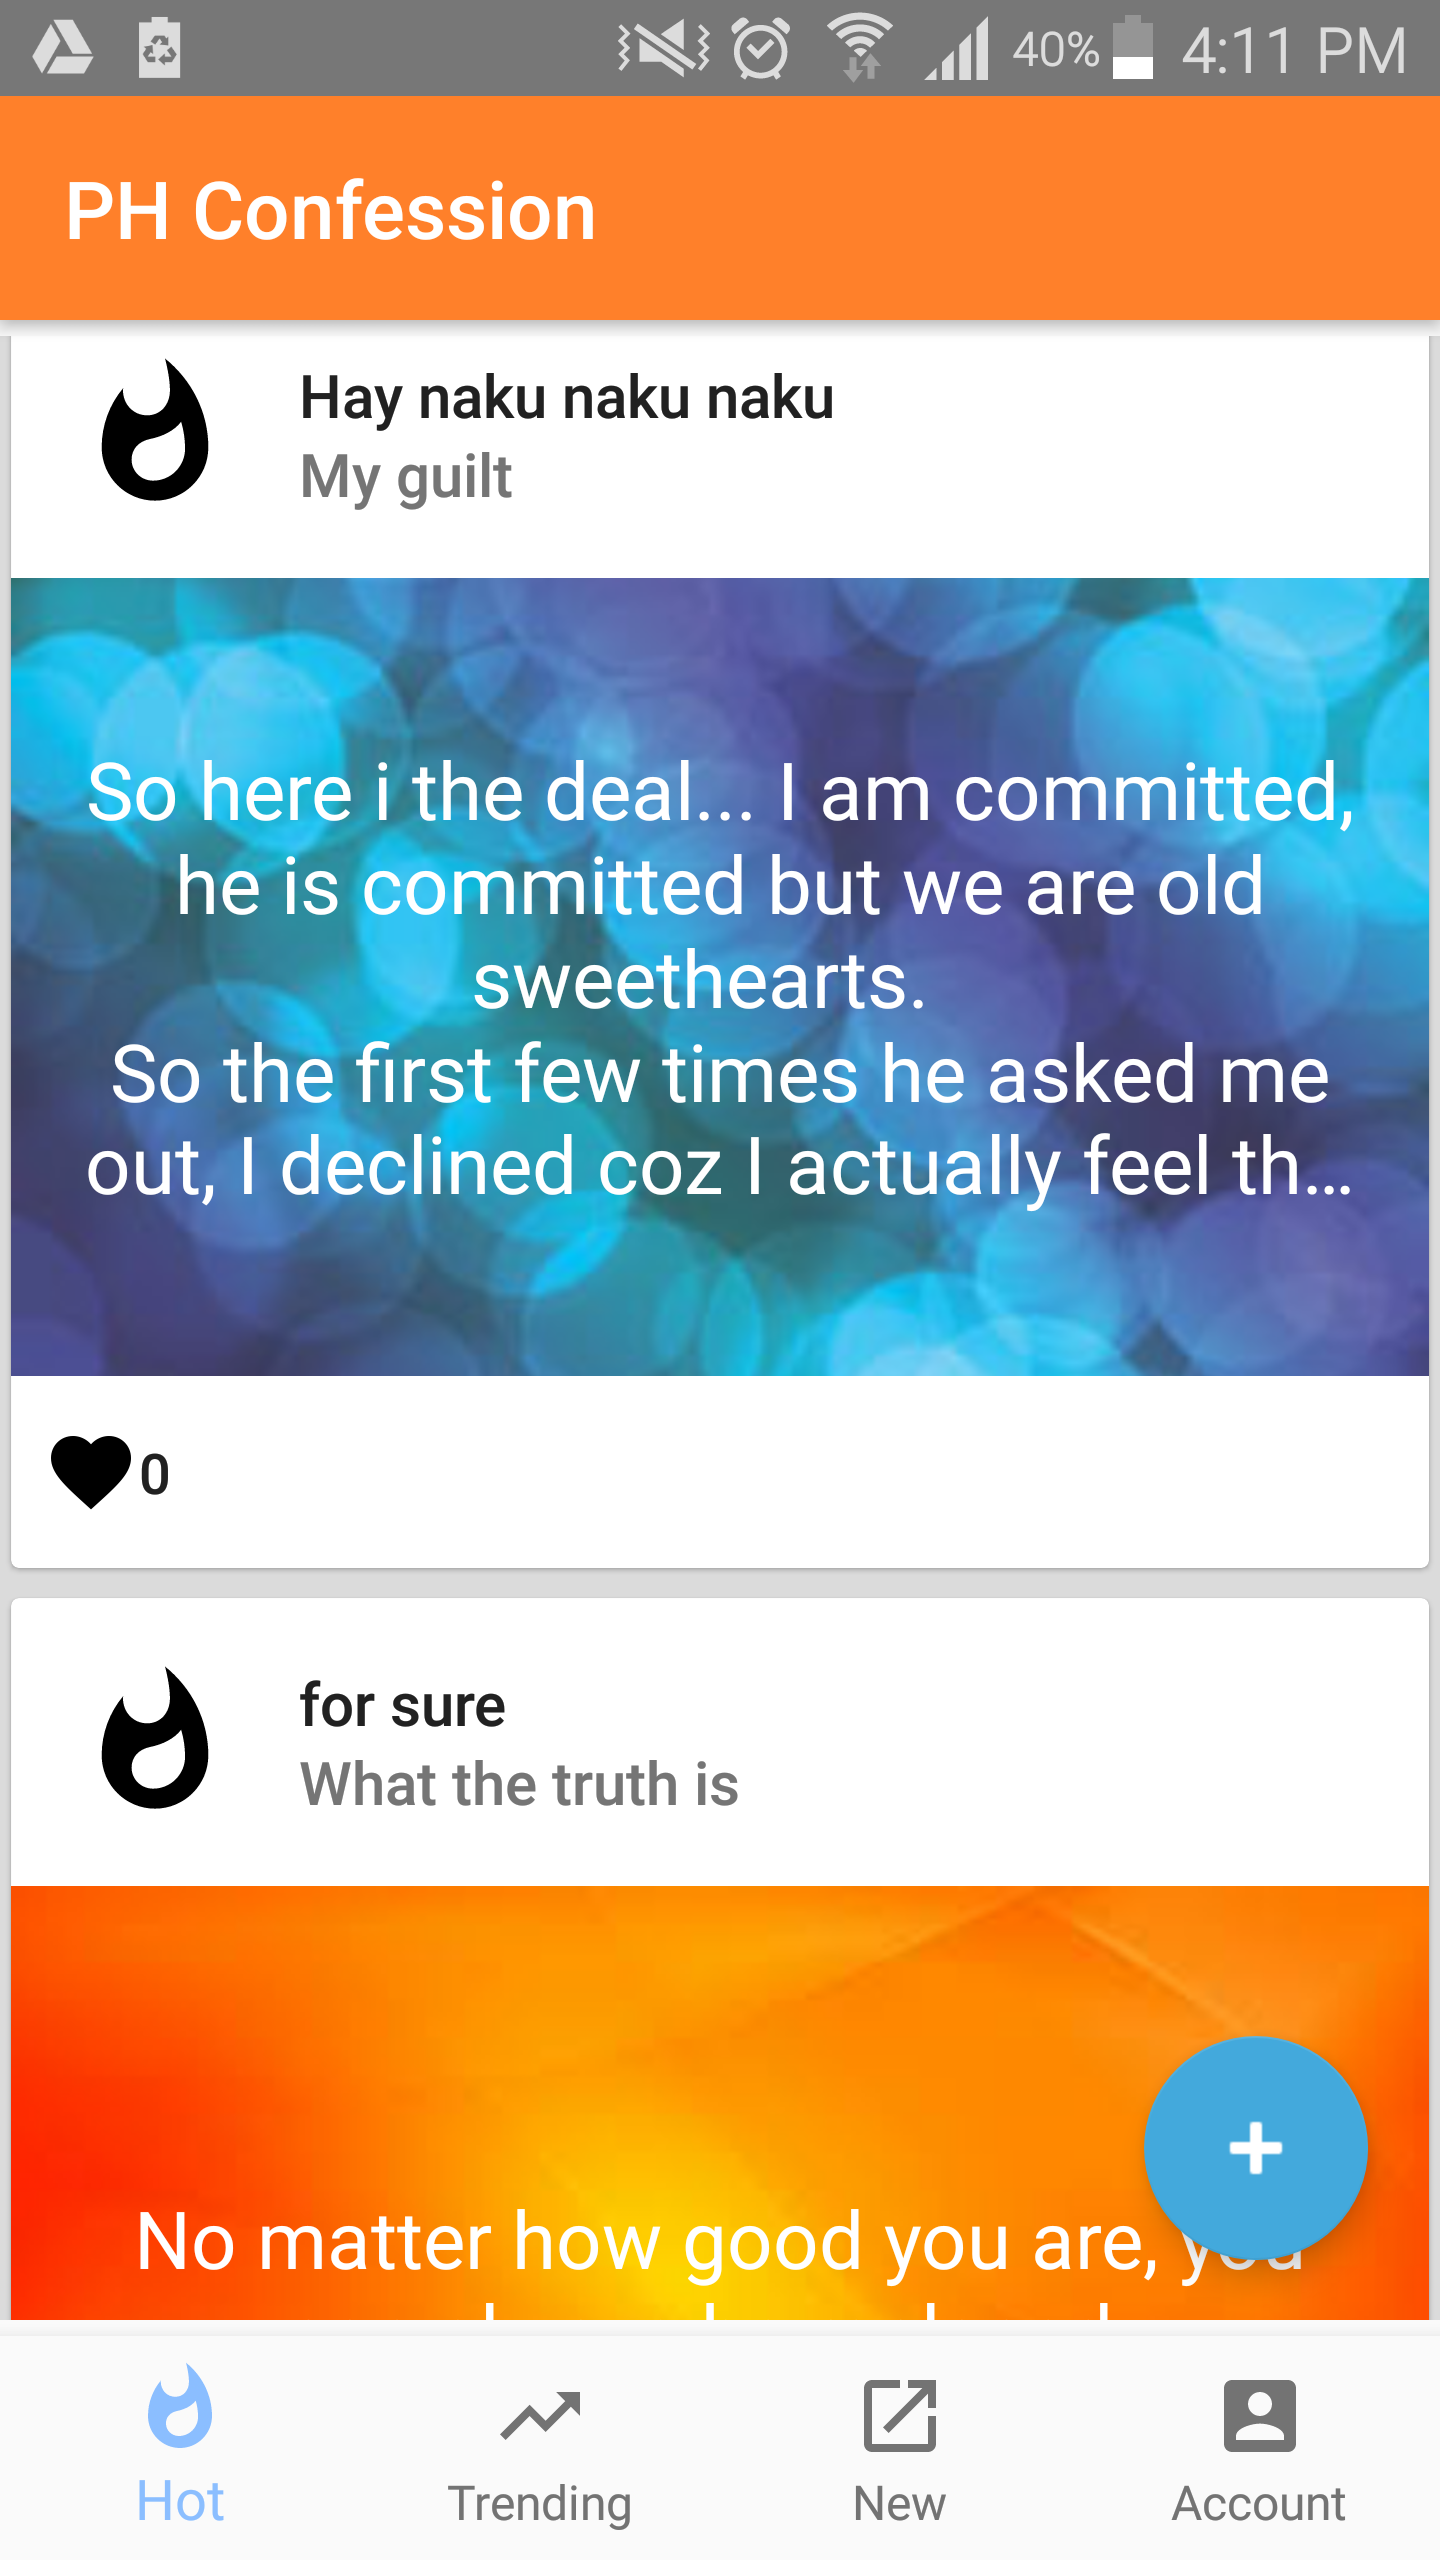 40% 4:11 PM
PH Confession
Hay naku naku naku
My guilt
So here i the deal... I am committed,
he is committed but we are old
sweethearts.
So the first few times he asked me
out, I declined coz I actually feel th...
0
for sure
What the truth is
No matter how good you are, you
Hot
Trending
New
Account